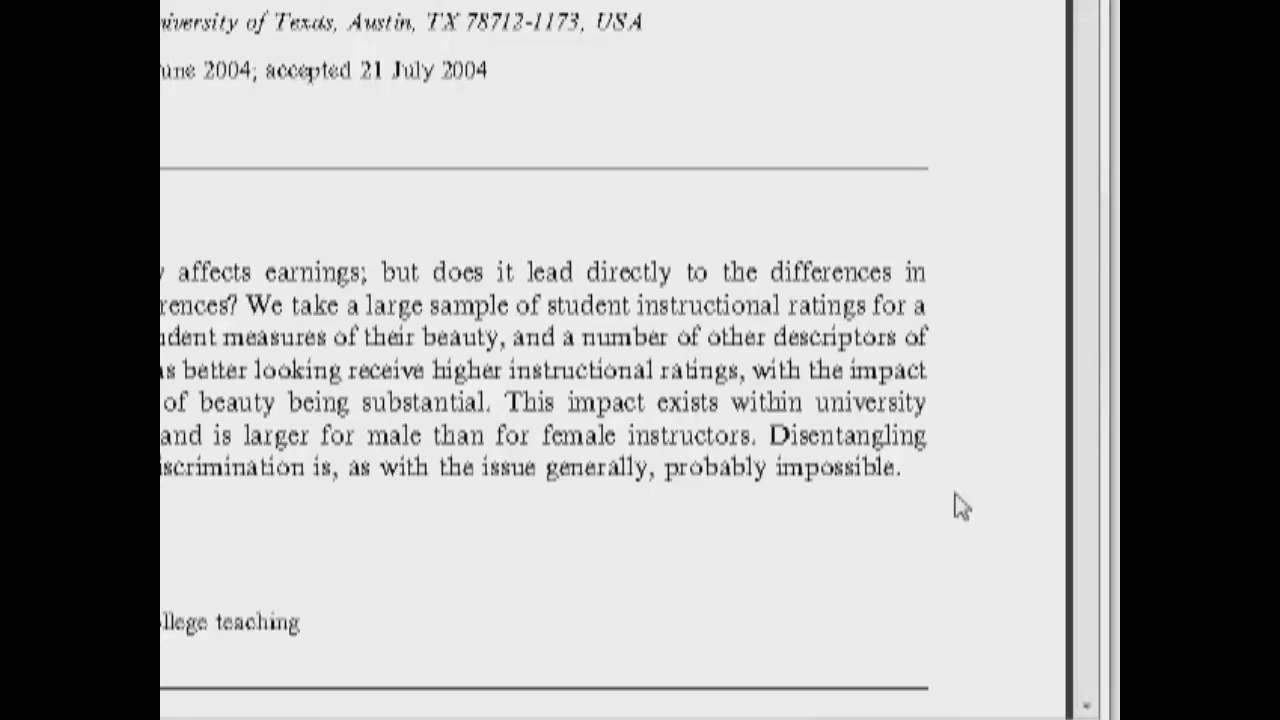 iversity of Texas, Austin, TX 78712-1173, USA
une 2004; accepted 21 July 2004
affects earnings; but does it lead directly to the differences in
rences? We take a large sample of student instructional ratings for a
dent measures of their beauty, and a number of other descriptors of
s better looking receive higher instructional ratings, with the impact
of beauty being substantial. This impact exists within university
and is larger for male than for female instructors. Disentangling
scrimination is, as with the issue generally, probably impossible.
llege teaching